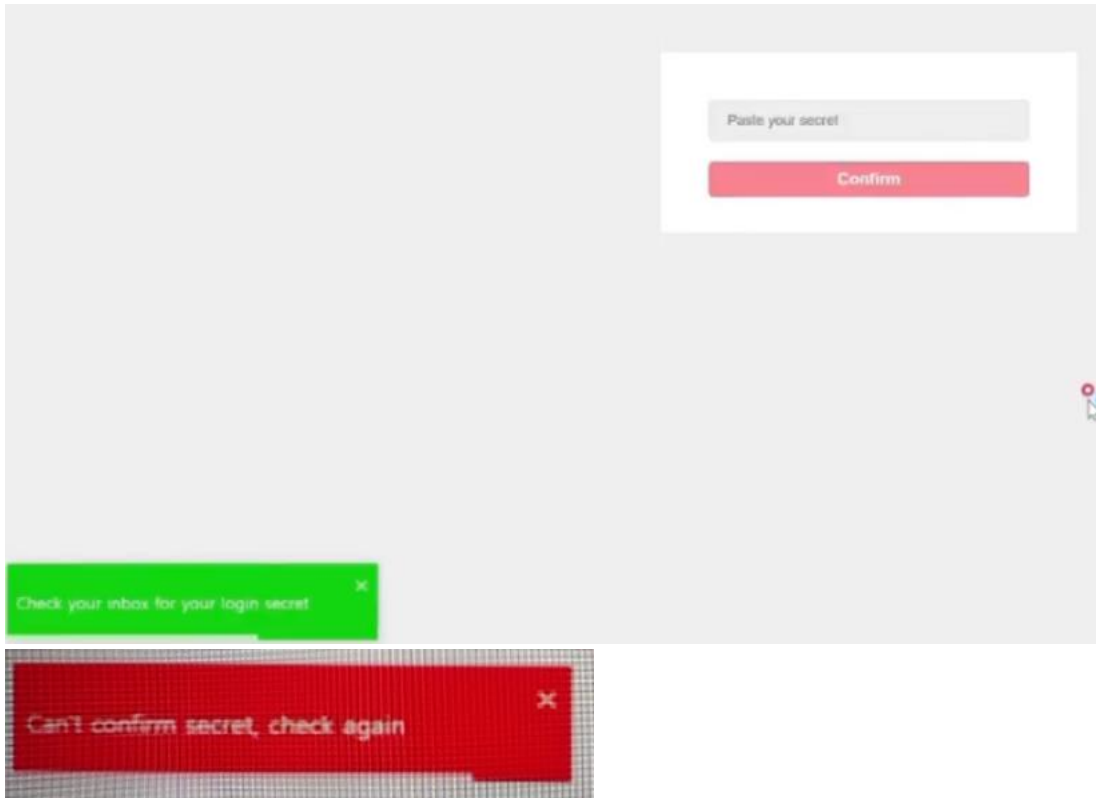 Paste your secret
Confirm
Check your inbox for your login secret
Can't confirm secret, check again